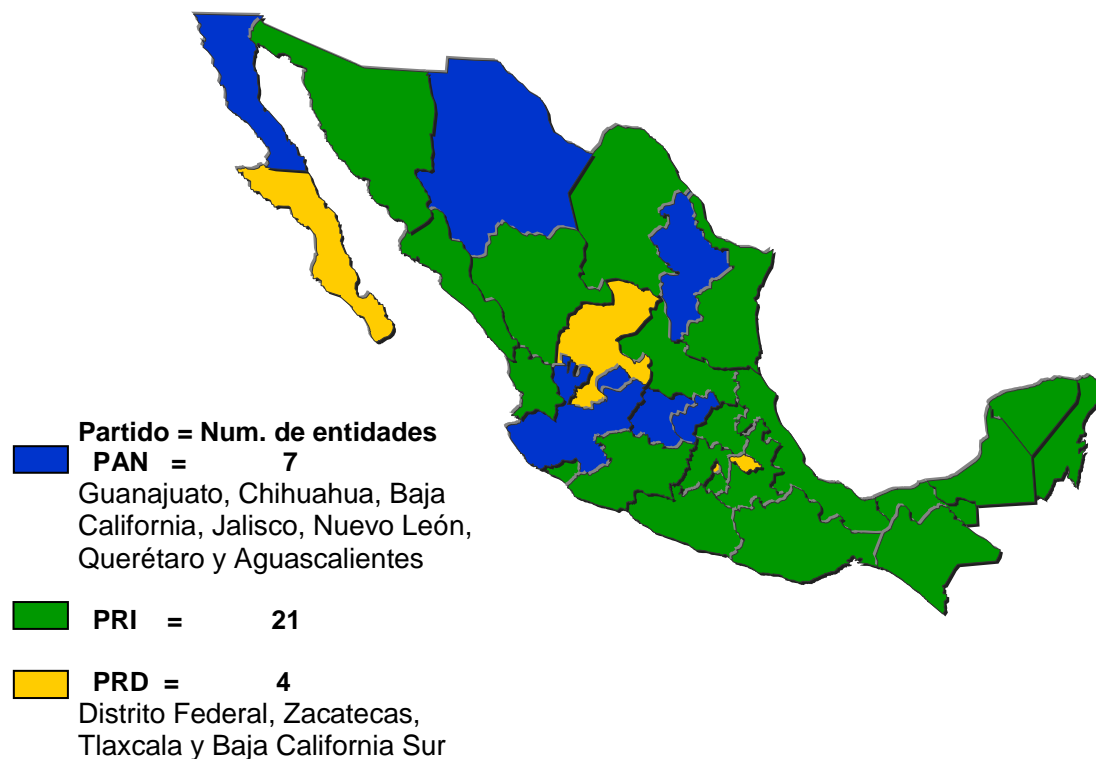 Partido = Num. de entidades
PAN = 7
Guanajuato, Chihuahua, Baja
California, Jalisco, Nuevo León,
Querétaro y Aguascalientes
PRI = 21
PRD = 4
Distrito Federal, Zacatecas,
Tlaxcala y Baja California Sur